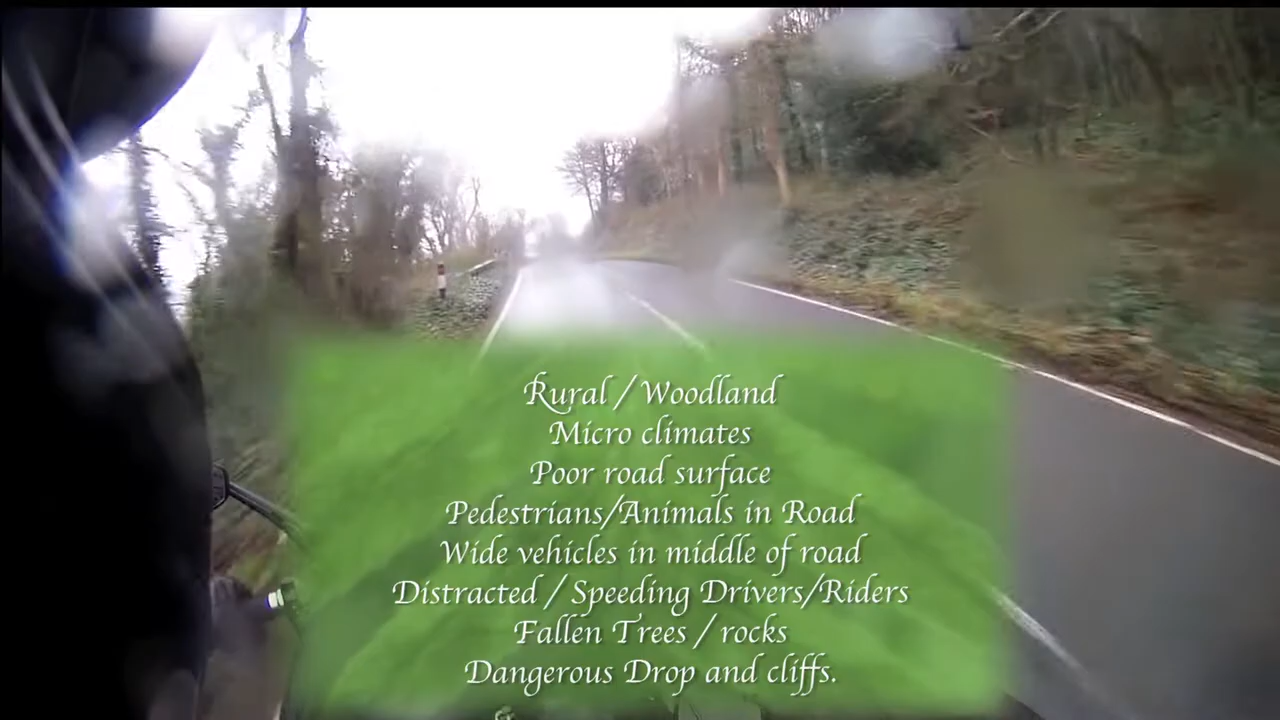 Rural / Woodland
Micro climates
Poor road surface
Pedestrians/Animals in Road
Wide vehicles in middle of road
Distracted / Speeding Drivers/Riders
Fallen Trees / rocks
Dangerous Drop and cliffs.